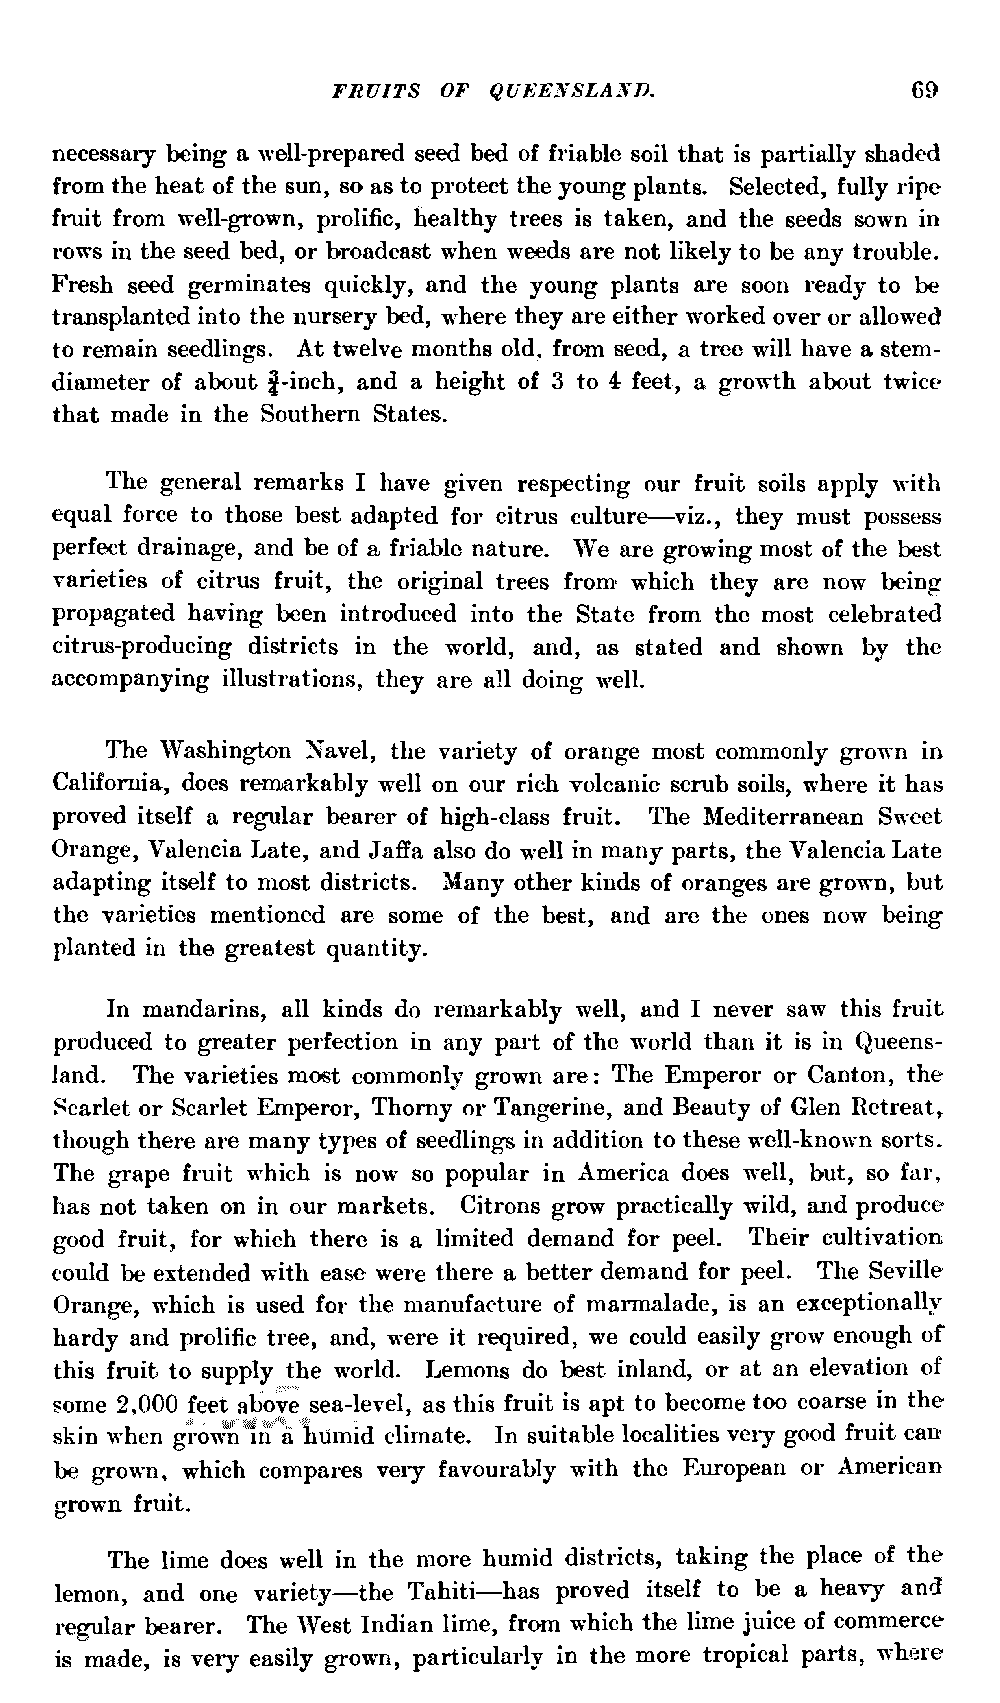 FRUITS OF QUEENSLAND. 69
necessary being a well-prepared seed bed of friable soil that is partially shaded
from the heat of the sun, so as to protect the young plants. Selected, fully ripe
fruit from well-grown, prolific, healthy trees is taken, and the seeds sown in
rows in the seed bed, or broadcast when weeds are not likely to be any trouble.
Fresh seed germinates quickly, and the young plants are soon ready to be
transplanted into the nursery bed, where they are either worked over or allowed
to remain seedlings. At twelve months old, from seed, a tree will have a stem-
diameter of about ¾-inch, and a height of 3 to 4 feet, a growth about twice
that made in the Southern States.
The general remarks I have given respecting our fruit soils apply with
equal force to those best adapted for citrus culture—viz., they must possess
perfect drainage, and be of a friable nature. We are growing most of the best
varieties of citrus fruit, the original trees from which they are now being
propagated having been introduced into the State from the most celebrated
citrus-producing districts in the world, and, as stated and shown by the
accompanying illustrations, they are all doing well.
The Washington Navel, the variety of orange most commonly grown in
California, does remarkably well on our rich volcanic scrub soils, where it has
proved itself a regular bearer of high-class fruit. The Mediterranean Sweet
Orange, Valencia Late, and Jaffa also do well in many parts, the Valencia Late
adapting itself to most districts. Many other kinds of oranges are grown, but
the varieties mentioned are some of the best, and are the ones now being
planted in the greatest quantity.
In mandarins, all kinds do remarkably well, and I never saw this fruit
produced to greater perfection in any part of the world than it is in Queens-
land. The varieties most commonly grown are: The Emperor or Canton, the
Scarlet or Scarlet Emperor, Thorny or Tangerine, and Beauty of Glen Retreat,
though there are many types of seedlings in addition to these well-known sorts.
The grape fruit which is now so popular in America does well, but, so far,
has not taken on in our markets. Citrons grow practically wild, and produce
good fruit, for which there is a limited demand for peel. Their cultivation
could be extended with ease were there a better demand for peel. The Seville
Orange, which is used for the manufacture of marmalade, is an exceptionally
hardy and prolific tree, and, were it required, we could easily grow enough of
this fruit to supply the world. Lemons do best inland, or at an elevation of
some 2,000 feet above sea-level, as this fruit is apt to become too coarse in the
skin when grown in a humid climate. In suitable localities very good fruit can
be grown, which compares very favourably with the European or American
grown fruit.
The lime does well in the more humid districts, taking the place of the
lemon, and one variety—the Tahiti—has proved itself to be a heavy and
regular bearer. The West Indian lime, from which the lime juice of commerce
is made, is very easily grown, particularly in the more tropical parts, where